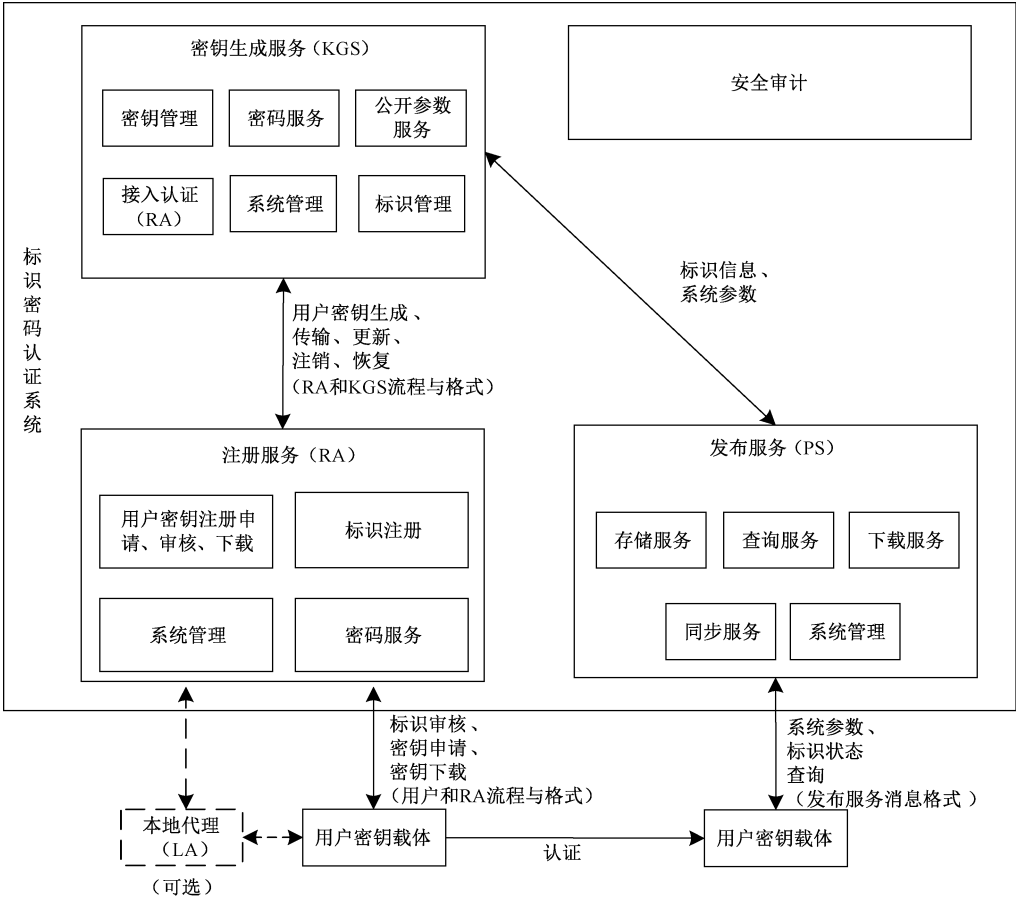 密钥生成服务（KGS）
密钥管理
密码服务
公开参数
服务
接入认证
（RA）
系统管理
标识管理
安全审计
标识密码认证系统
标识信息、
系统参数
用户密钥生成、
传输、更新、
注销、恢复
（RA和KGS流程与格式）
注册服务（RA）
用户密钥注册申
请、审核、下载
标识注册
系统管理
密码服务
发布服务（PS）
存储服务
查询服务
下载服务
同步服务
系统管理
标识审核、
密钥申请、
密钥下载
（用户和RA流程与格式）
系统参数、
标识状态
查询
（发布服务消息格式）
本地代理
（LA）
（可选）
用户密钥载体
认证
用户密钥载体